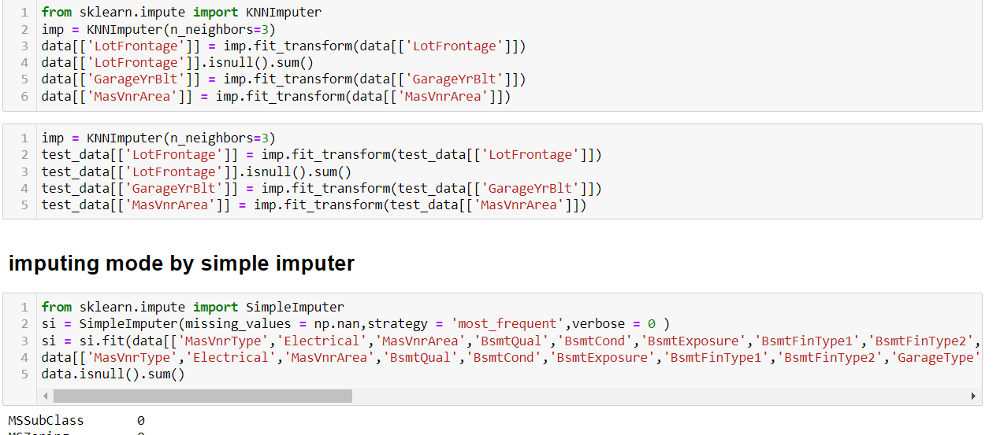 1 from sklearn.impute import KNNImputer
2 imp = KNNImputer(n_neighbors=3)
3 data[['LotFrontage']] = imp.fit_transform(data[['LotFrontage']])
4 data[['LotFrontage']].isnull().sum()
5 data[['GarageYrBlt']] = imp.fit_transform(data[['GarageYrBlt']])
6 data[['MasVnrArea']] = imp.fit_transform(data[['MasVnrArea']])
1 imp = KNNImputer(n_neighbors=3)
2 test_data[['LotFrontage']] = imp.fit_transform(test_data[['LotFrontage']])
3 test_data[['LotFrontage']].isnull().sum()
4 test_data[['GarageYrBlt']] = imp.fit_transform(test_data[['GarageYrBlt']])
5 test_data[['MasVnrArea']] = imp.fit_transform(test_data[['MasVnrArea']])
imputing mode by simple imputer
1 from sklearn.impute import SimpleImputer
2 si = SimpleImputer(missing_values = np.nan,strategy = 'most_frequent',verbose = 0 )
3 si = si.fit(data[['MasVnrType','Electrical','MasVnrArea','BsmtQual','BsmtCond','BsmtExposure','BsmtFinType1','BsmtFinType2',
4 data[['MasVnrType','Electrical','MasVnrArea','BsmtQual','BsmtCond','BsmtExposure','BsmtFinType1','BsmtFinType2','GarageType'
5 data.isnull().sum()
MSSubClass 0